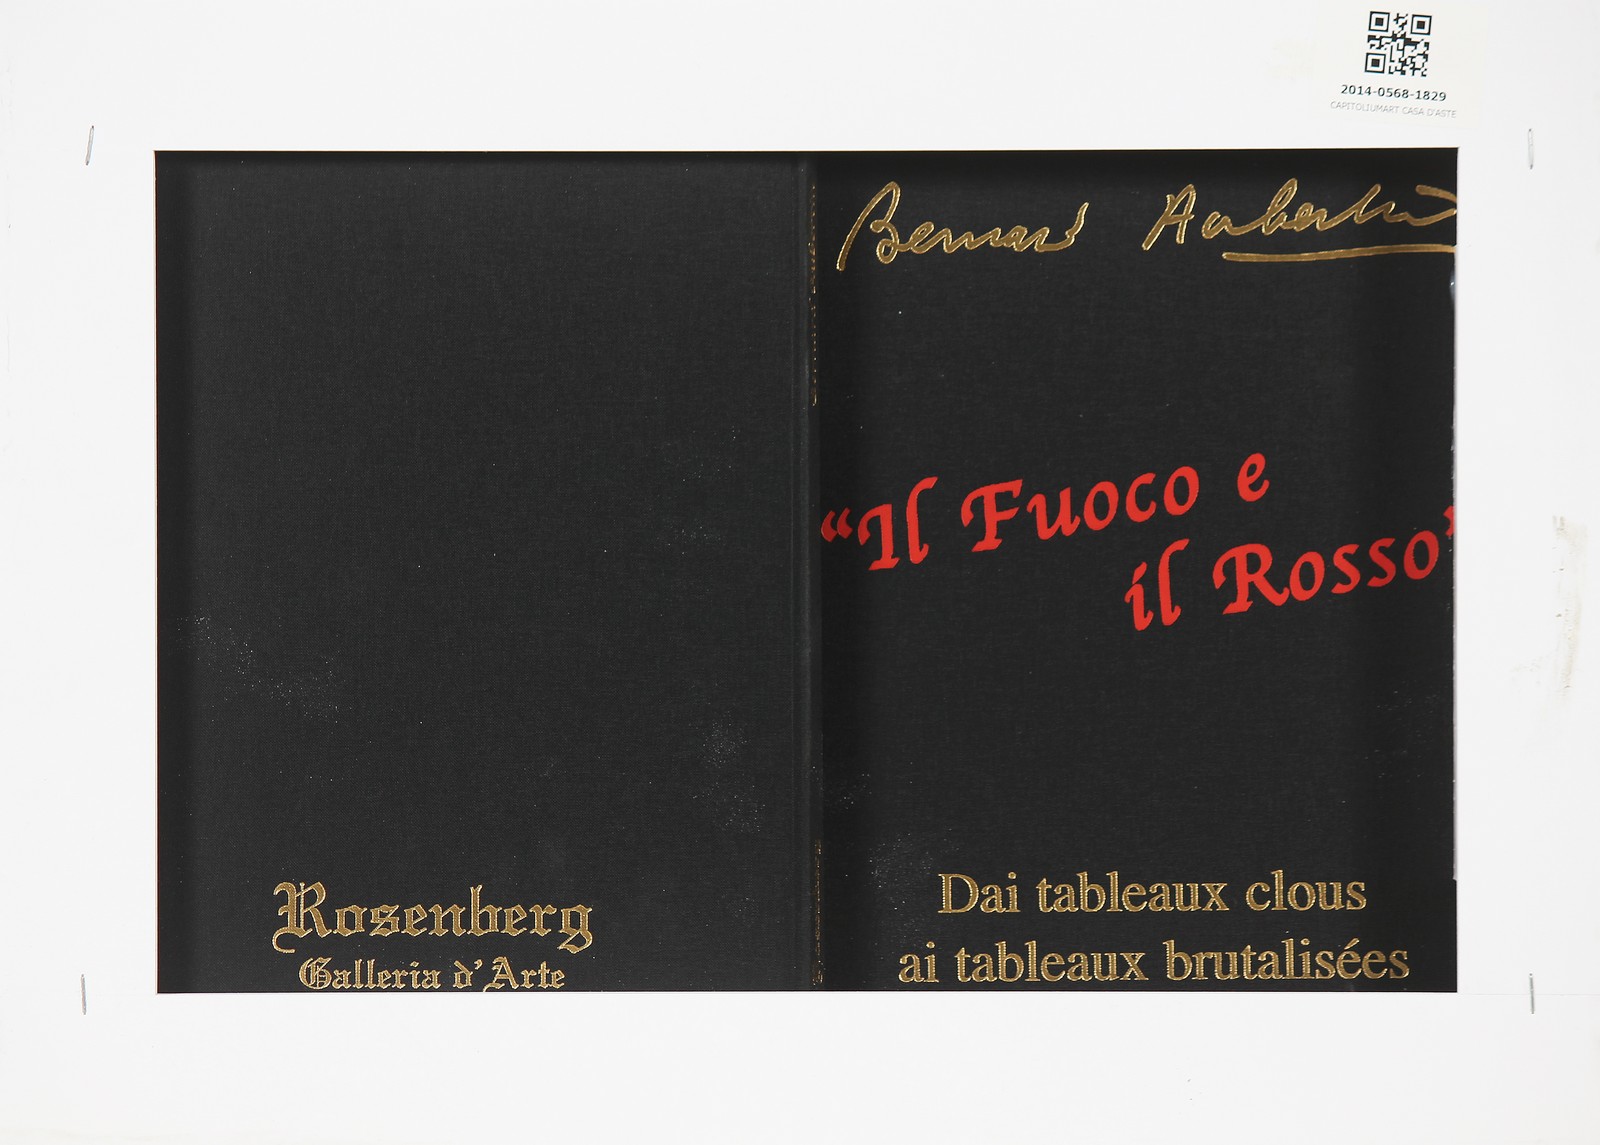 2014-0568-1829
CAPITOLIUMART CASA D'ASTE
Bernard Aubertin
“Il Fuoco e
il Rosso”
Dai tableaux clous
ai tableaux brutalisées
Rosenberg
Galleria d'Arte